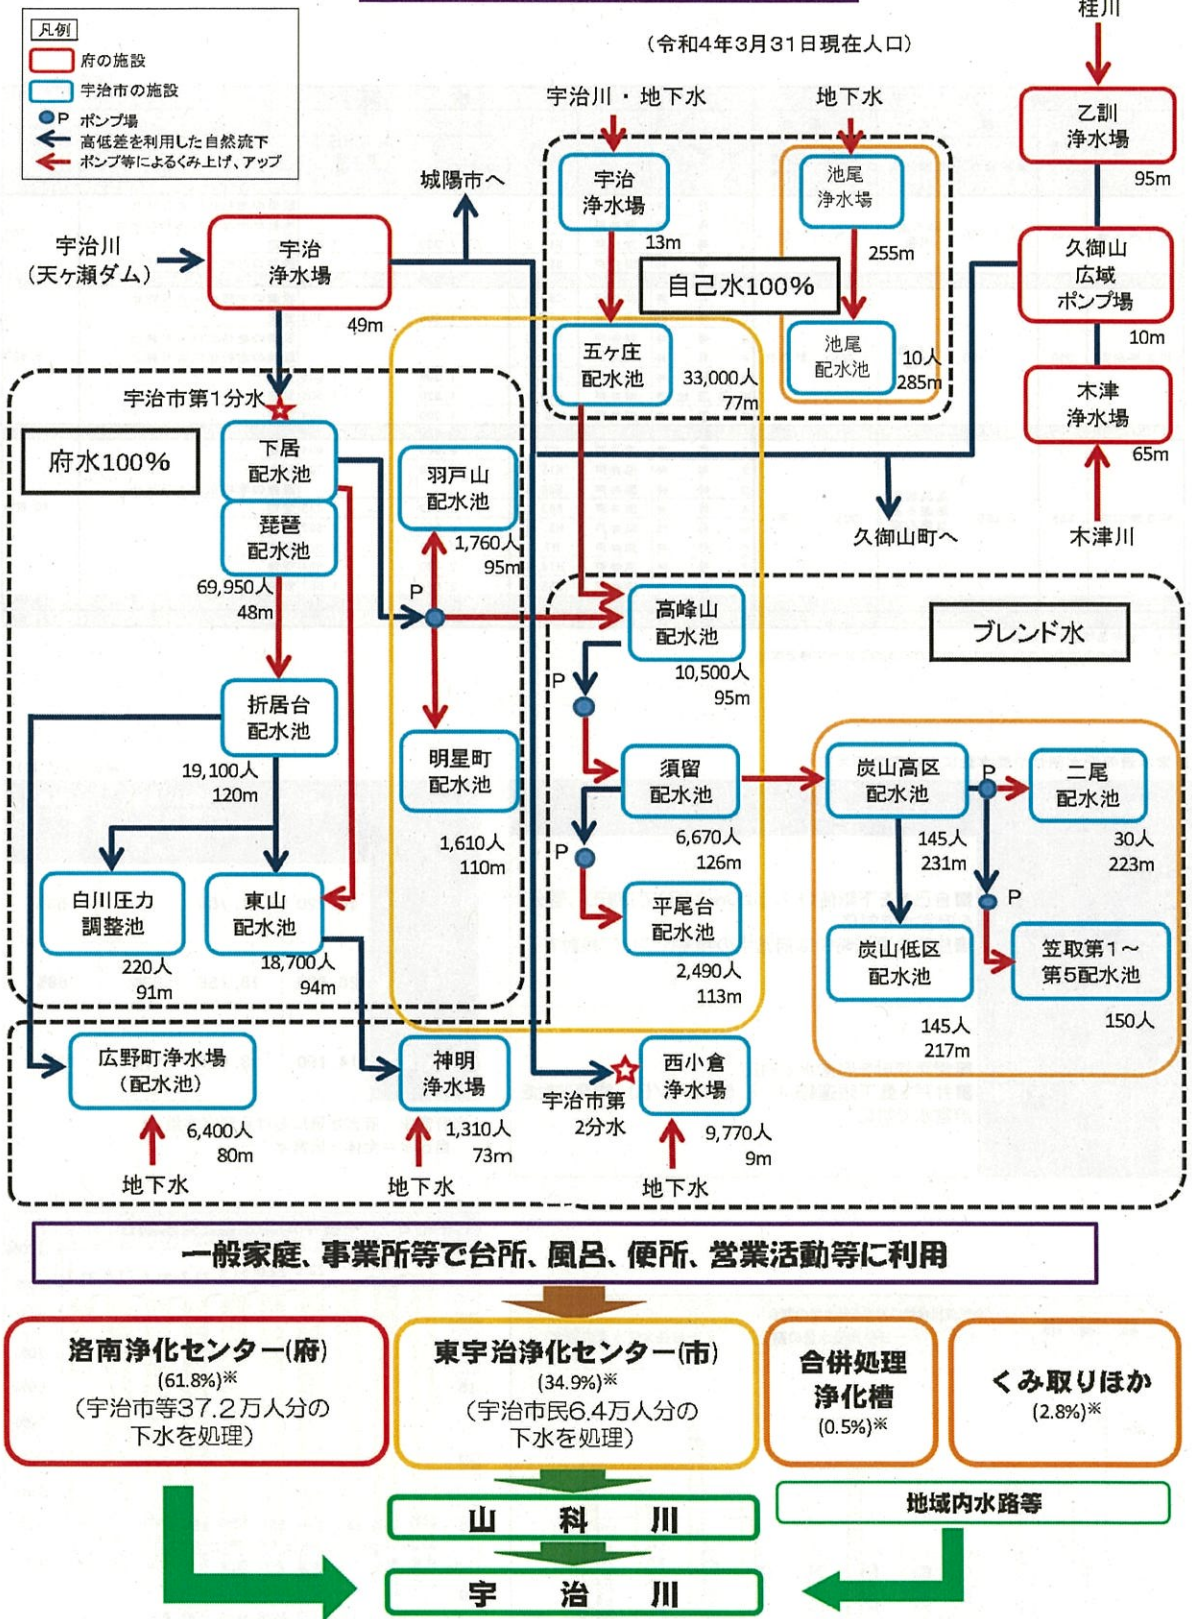 凡例
府の施設
宇治市の施設
P ポンプ場
高低差を利用した自然流下
ポンプ等によるくみ上げ、アップ
(令和4年3月31日現在人口)
桂川
乙訓
浄水場
95m
久御山
広域
ポンプ場
10m
木津
浄水場
65m
木津川
久御山町へ
宇治川・地下水
宇治
浄水場
13m
地下水
池尾
浄水場
255m
自己水100%
五ヶ庄
配水池
33,000人
77m
池尾
配水池
10人
285m
城陽市へ
宇治川
(天ヶ瀬ダム)
宇治
浄水場
49m
宇治市第1分水
府水100%
下居
配水池
琵琶
配水池
69,950人
48m
羽戸山
配水池
1,760人
95m
P
明星町
配水池
1,610人
110m
折居台
配水池
19,100人
120m
白川圧力
調整池
220人
91m
東山
配水池
18,700人
94m
ブレンド水
高峰山
配水池
10,500人
95m
P
須留
配水池
6,670人
126m
P
平尾台
配水池
2,490人
113m
炭山高区
配水池
145人
231m
P
二尾
配水池
30人
223m
P
炭山低区
配水池
145人
217m
笠取第1～
第5配水池
150人
広野町浄水場
(配水池)
6,400人
80m
地下水
神明
浄水場
1,310人
73m
地下水
宇治市第
2分水
西小倉
浄水場
9,770人
9m
地下水
一般家庭、事業所等で台所、風呂、便所、営業活動等に利用
洛南浄化センター(府)
(61.8%)※
(宇治市等37.2万人分の
下水を処理)
東宇治浄化センター(市)
(34.9%)※
(宇治市民6.4万人分の
下水を処理)
合併処理
浄化槽
(0.5%)※
くみ取りほか
(2.8%)※
地域内水路等
山 科 川
宇 治 川